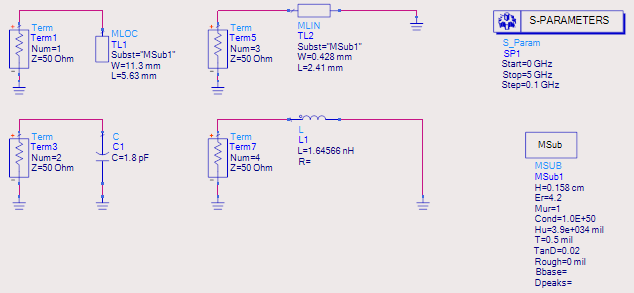 Term
Term1
Num=1
Z=50 Ohm
MLOC
TL1
Subst="MSub1"
W=11.3 mm
L=5.63 mm
Term
Term5
Num=3
Z=50 Ohm
MLIN
TL2
Subst="MSub1"
W=0.428 mm
L=2.41 mm
S-PARAMETERS
S_Param
SP1
Start=0 GHz
Stop=5 GHz
Step=0.1 GHz
Term
Term3
Num=2
Z=50 Ohm
C
C1
C=1.8 pF
Term
Term7
Num=4
Z=50 Ohm
L
L1
L=1.64566 nH
R=
MSub
MSUB
MSub1
H=0.158 cm
Er=4.2
Mur=1
Cond=1.0E+50
Hu=3.9e+034 mil
T=0.5 mil
TanD=0.02
Rough=0 mil
Bbase=
Dpeaks=